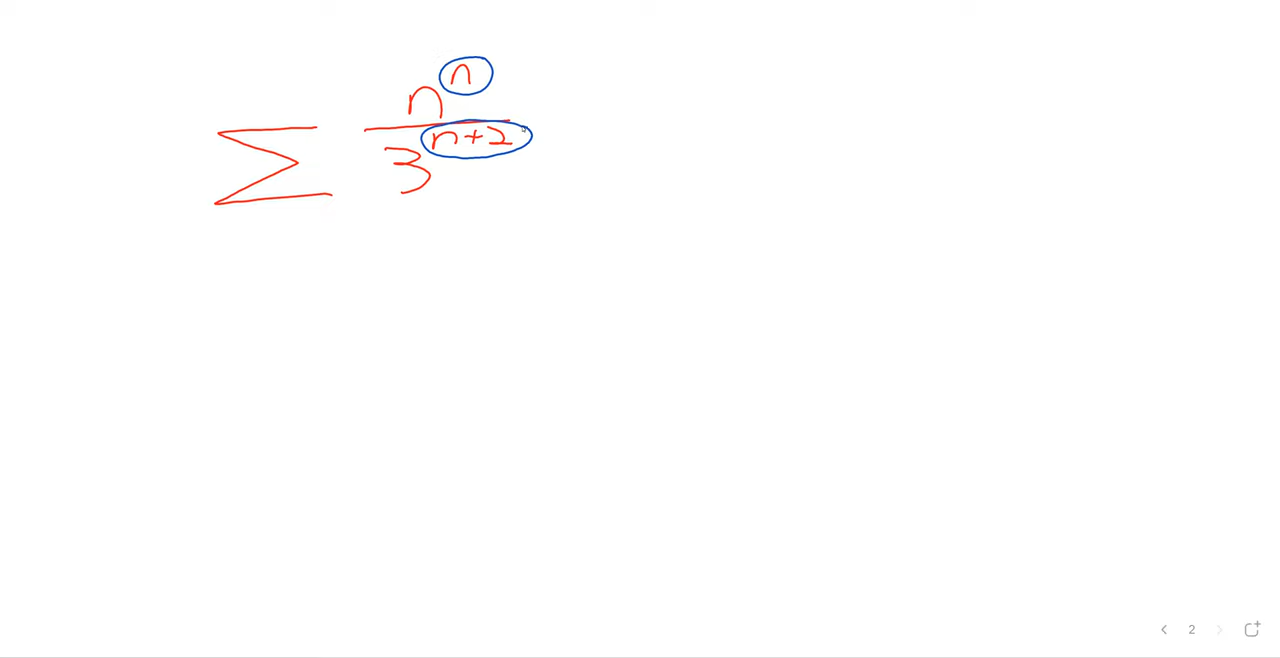 ∑ n^n / 3^(n+2)
2